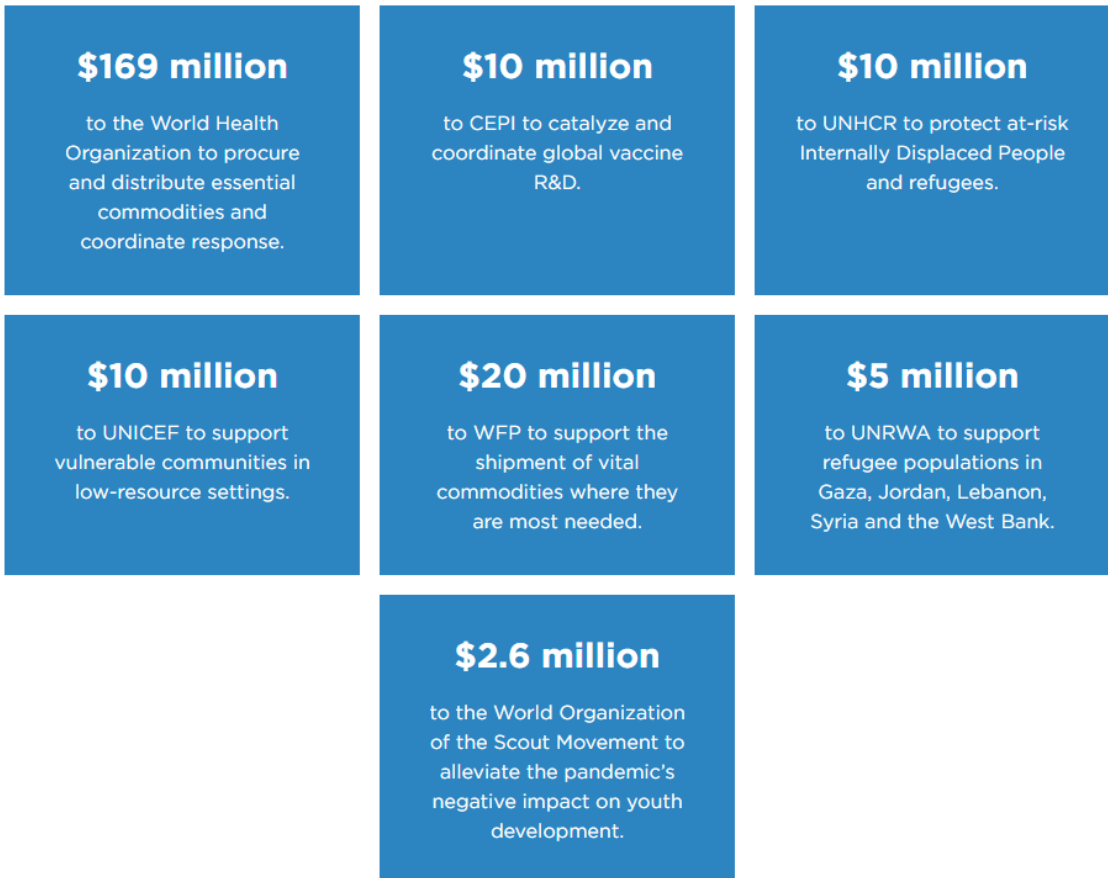 $169 million
to the World Health
Organization to procure
and distribute essential
commodities and
coordinate response.
$10 million
to CEPI to catalyze and
coordinate global vaccine
R&D.
$10 million
to UNHCR to protect at-risk
Internally Displaced People
and refugees.
$10 million
to UNICEF to support
vulnerable communities in
low-resource settings.
$20 million
to WFP to support the
shipment of vital
commodities where they
are most needed.
$5 million
to UNRWA to support
refugee populations in
Gaza, Jordan, Lebanon,
Syria and the West Bank.
$2.6 million
to the World Organization
of the Scout Movement to
alleviate the pandemic’s
negative impact on youth
development.